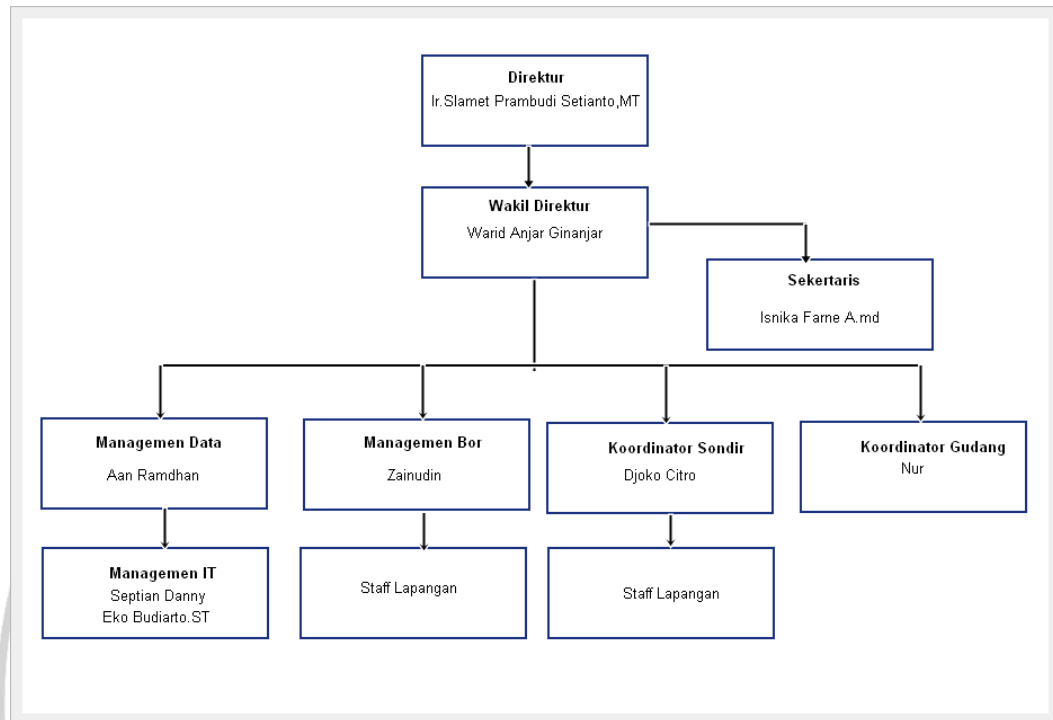 Direktur
Ir.Slamet Prambudi Setianto,MT
Wakil Direktur
Warid Anjar Ginanjar
Sekertaris
Isnika Farne A.md
Managemen Data
Aan Ramdhan
Managemen Bor
Zainudin
Koordinator Sondir
Djoko Citro
Koordinator Gudang
Nur
Managemen IT
Septian Danny
Eko Budiarto.ST
Staff Lapangan
Staff Lapangan